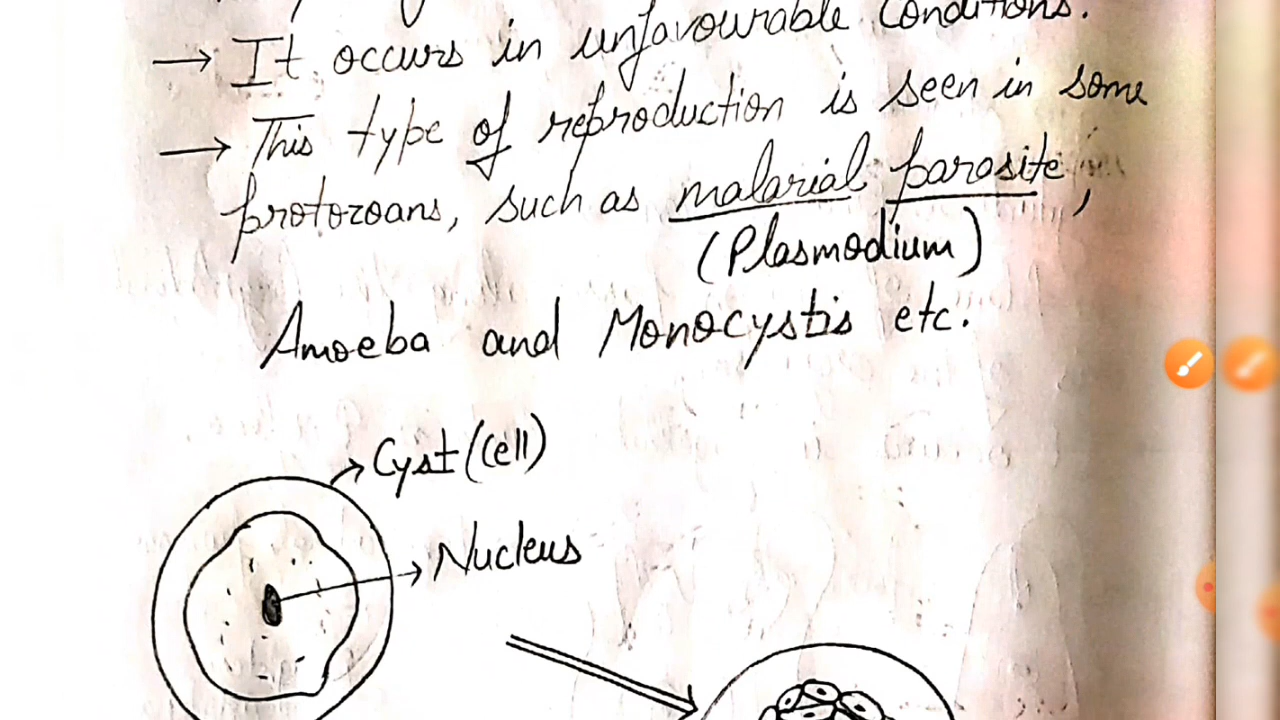 → It occurs in unfavourable conditions.
→ This type of reproduction is seen in some
protozoans, such as malarial parasite,
(Plasmodium)
Amoeba and Monocystis etc.
Cyst (cell)
Nucleus